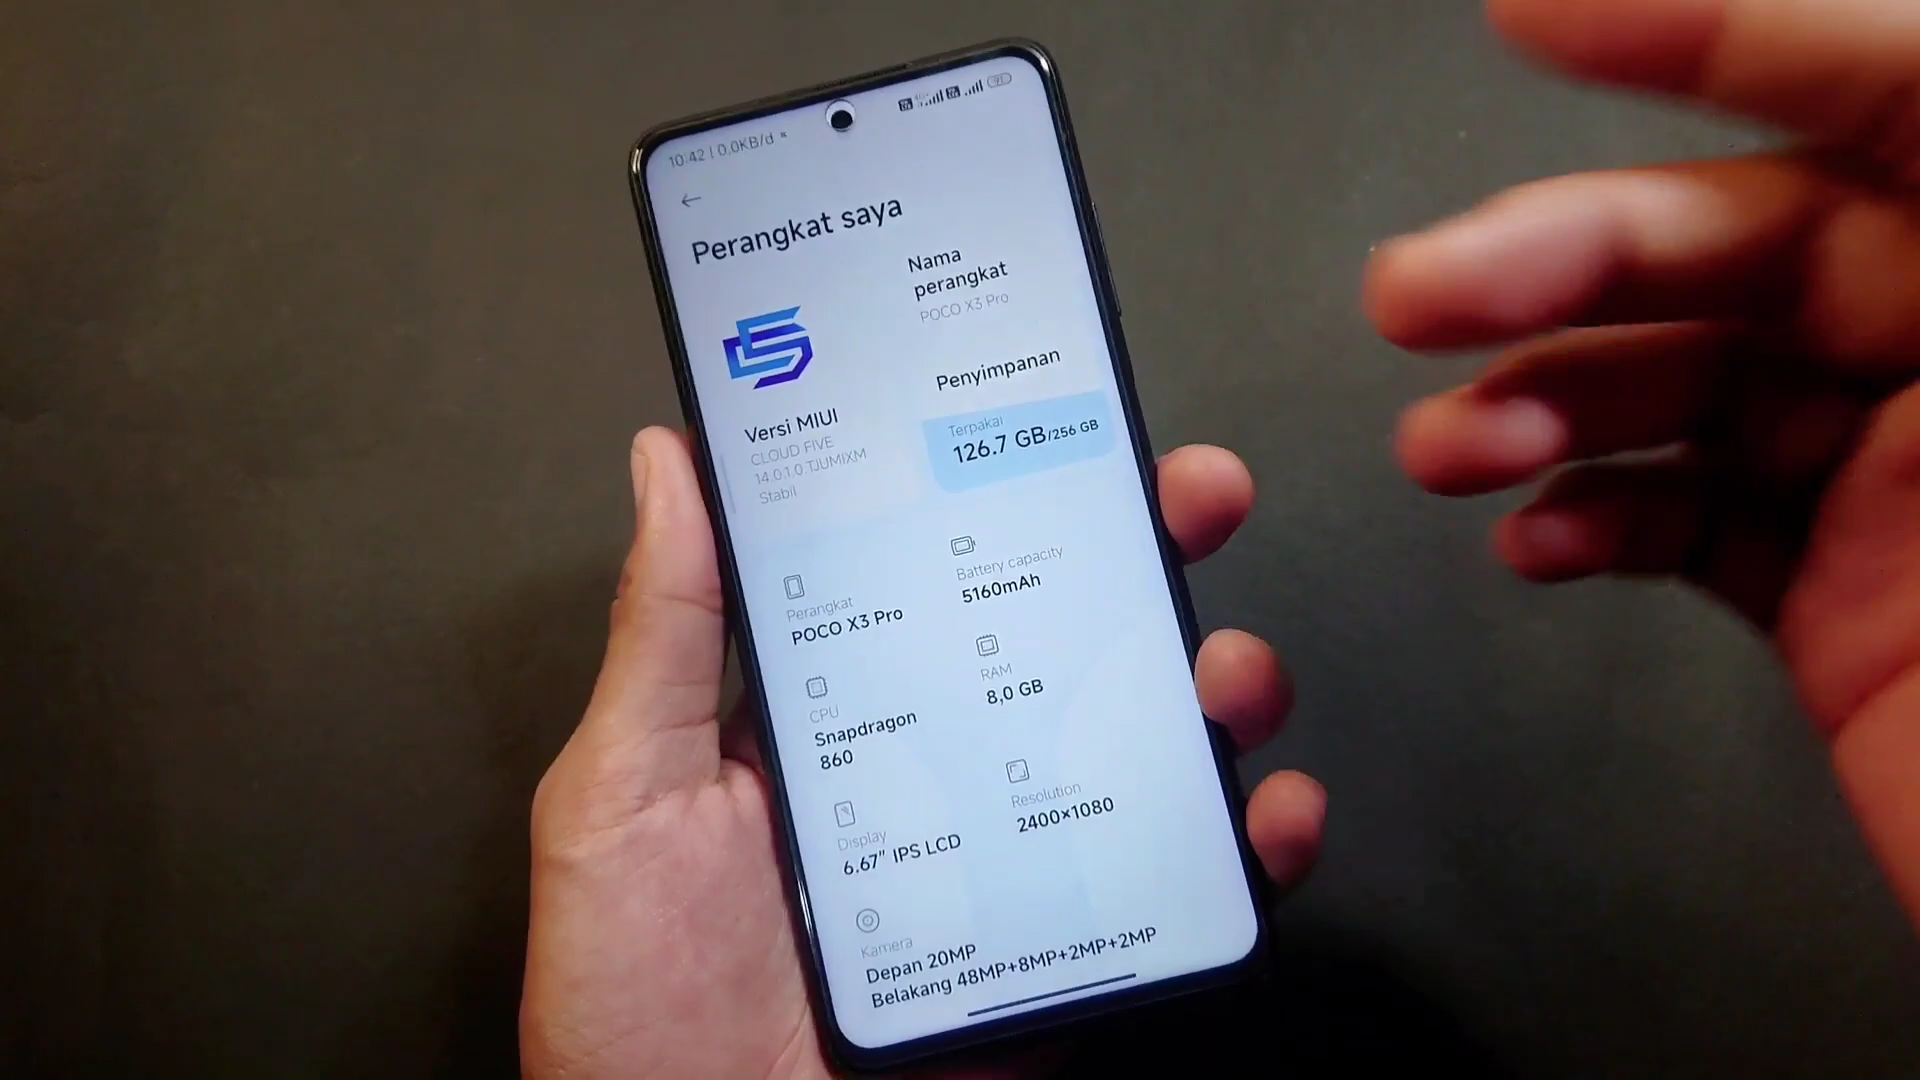 10.42 | 0,0KB/d
Perangkat saya
Nama
perangkat
POCO X3 Pro
Penyimpanan
Terpakai
126.7 GB/256 GB
Versi MIUI
CLOUD FIVE
14.0.1.0.TJUMIXM
Stabil
Perangkat
POCO X3 Pro
Battery capacity
5160mAh
CPU
Snapdragon
860
RAM
8,0 GB
Display
6.67" IPS LCD
Resolution
2400×1080
Kamera
Depan 20MP
Belakang 48MP+8MP+2MP+2MP